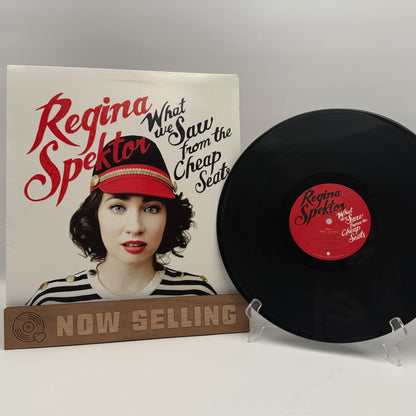 Regina
Spektor
What
we Saw
from the
Cheap
Seats
NOW SELLING
Regina
Spektor
What
we Saw
from the
Cheap
Seats